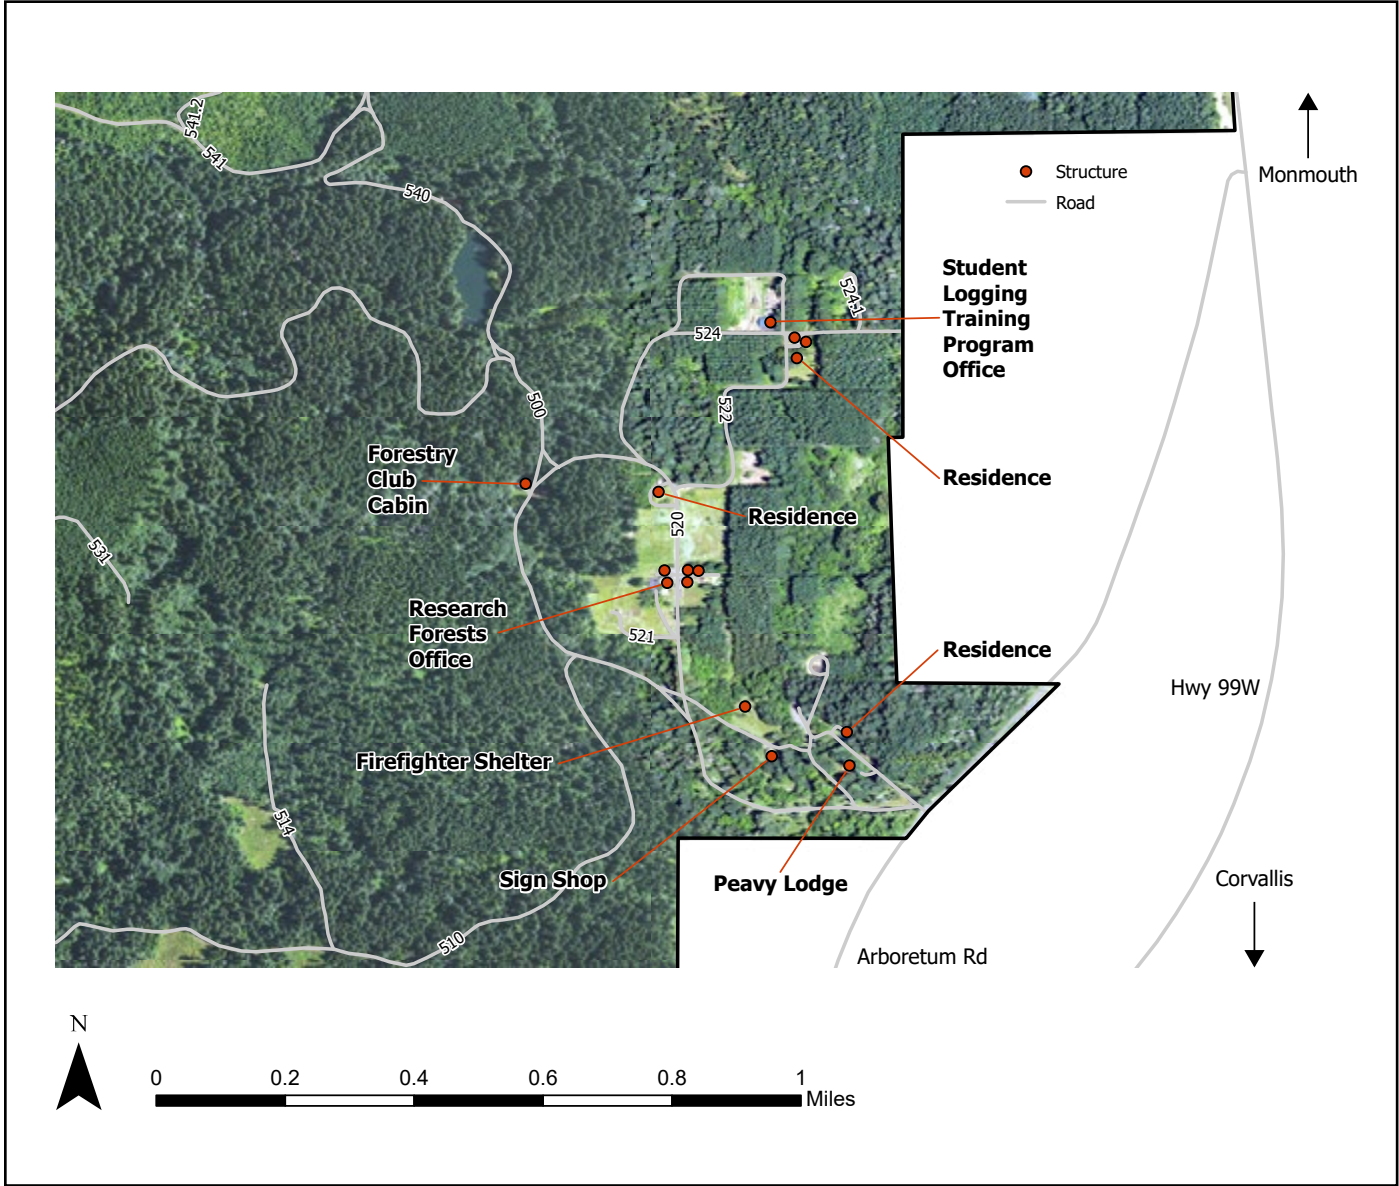 541.2
541
540
Structure
Road
Monmouth
Student
Logging
Training
Program
Office
524.1
524
522
500
Forestry
Club
Cabin
Residence
Residence
520
531
Research
Forests
Office
521
Residence
Hwy 99W
Firefighter Shelter
514
Sign Shop
Peavy Lodge
Corvallis
510
Arboretum Rd
N
0 0.2 0.4 0.6 0.8 1
Miles